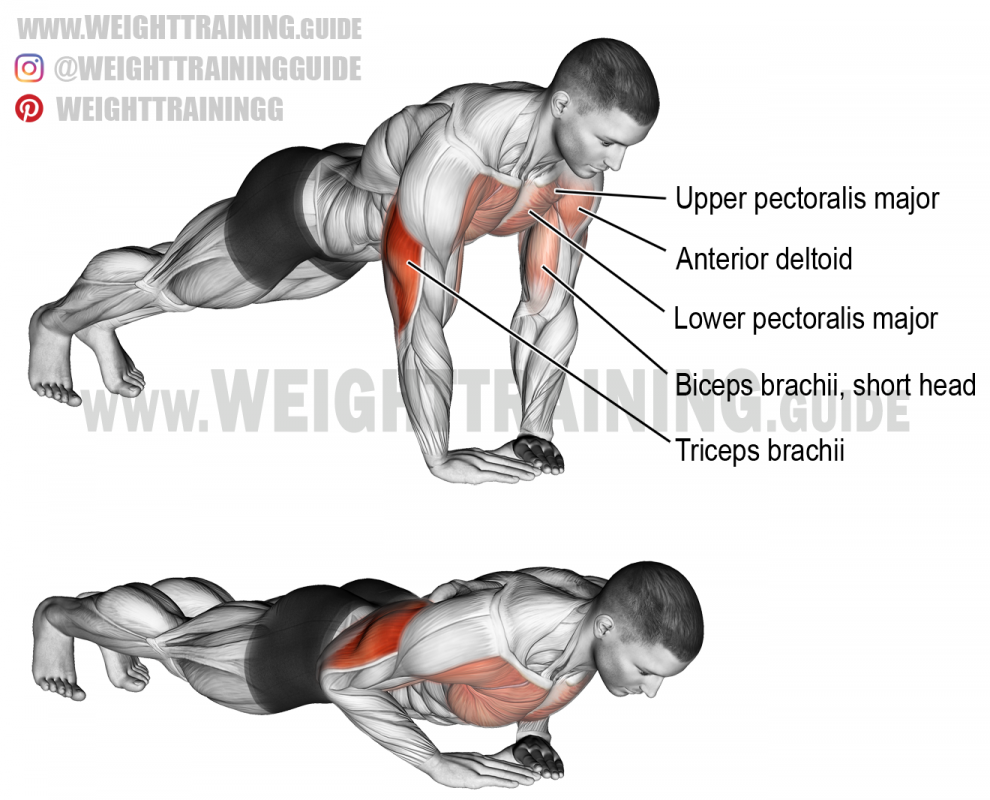 WWW.WEIGHTTRAINING.GUIDE
@WEIGHTTRAININGGUIDE
WEIGHTTRAININGG
Upper pectoralis major
Anterior deltoid
Lower pectoralis major
Biceps brachii, short head
WWW.WEIGHTTRAINING.GUIDE
Triceps brachii